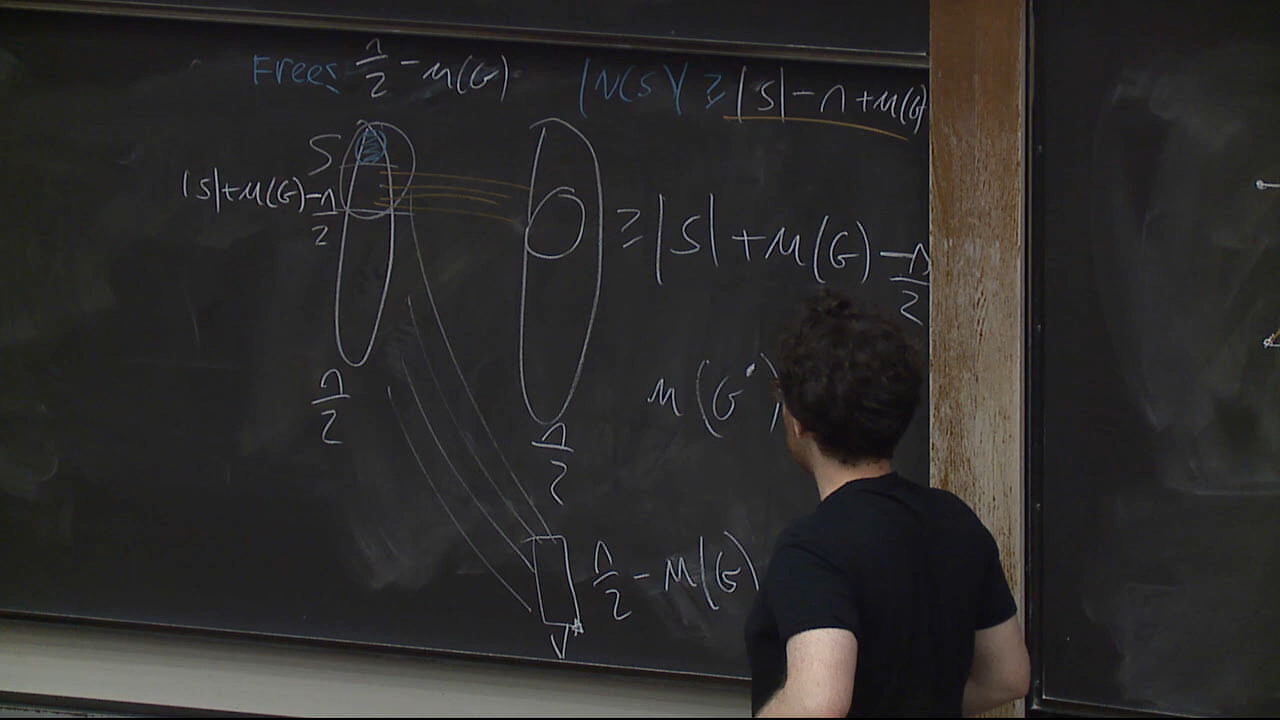 Free: n/2 - μ(G)
|N(S)| ≥ |S| - n + μ(G)
S
|S| + μ(G) - n/2
≥ |S| + μ(G) - n/2
μ(G')
n/2
n/2
n/2 - μ(G)
V